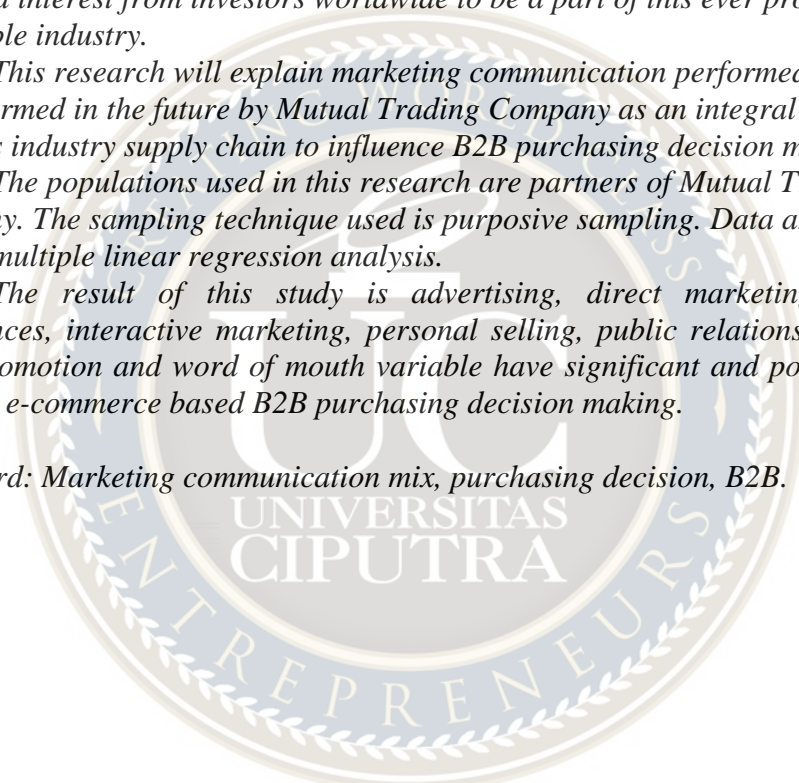 d interest from investors worldwide to be a part of this ever pro
ble industry.
This research will explain marketing communication performed
rmed in the future by Mutual Trading Company as an integral
s industry supply chain to influence B2B purchasing decision m
The populations used in this research are partners of Mutual T
y. The sampling technique used is purposive sampling. Data a
multiple linear regression analysis.
The result of this study is advertising, direct marketing
nces, interactive marketing, personal selling, public relations
omotion and word of mouth variable have significant and po
e-commerce based B2B purchasing decision making.
rd: Marketing communication mix, purchasing decision, B2B.
CREATING WORLD CLASS
UC
UNIVERSITAS
CIPUTRA
ENTREPRENEURS